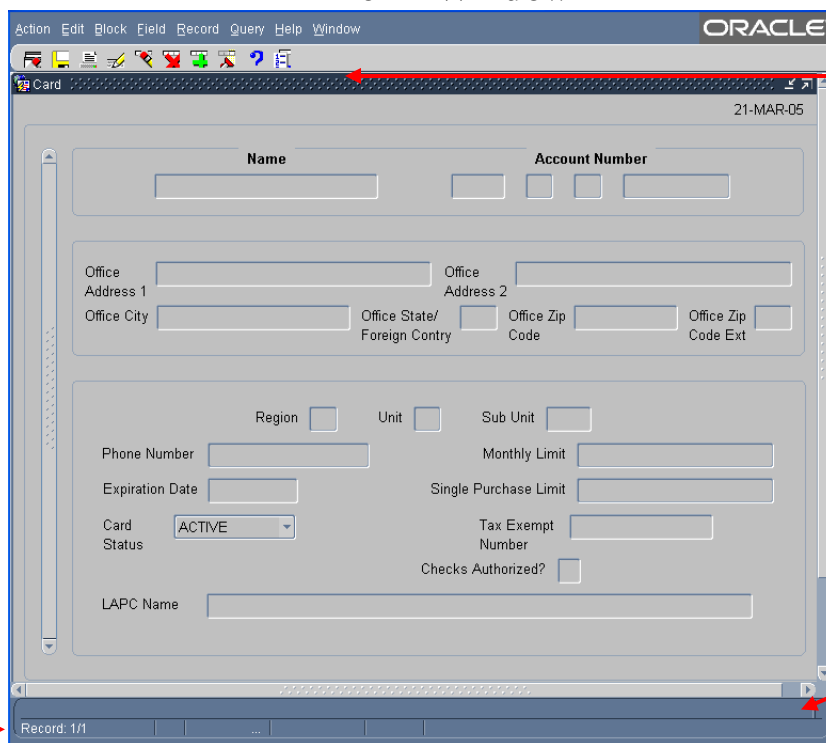 Action Edit Block Field Record Query Help Window
ORACLE
Card
21-MAR-05
Name Account Number
Office Address 1 Office Address 2
Office City Office State/ Foreign Contry Office Zip Code Office Zip Code Ext
Region Unit Sub Unit
Phone Number Monthly Limit
Expiration Date Single Purchase Limit
Card Status ACTIVE Tax Exempt Number
Checks Authorized?
LAPC Name
Record: 1/1 ...